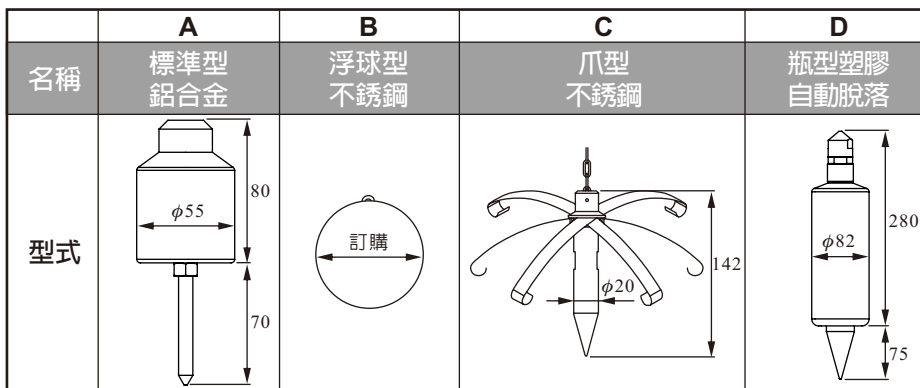 A B C D
名稱 標準型 浮球型 爪型 瓶型塑膠
鋁合金 不銹鋼 不銹鋼 自動脫落
型式
80
ϕ55
70
訂購
142
ϕ20
280
ϕ82
75